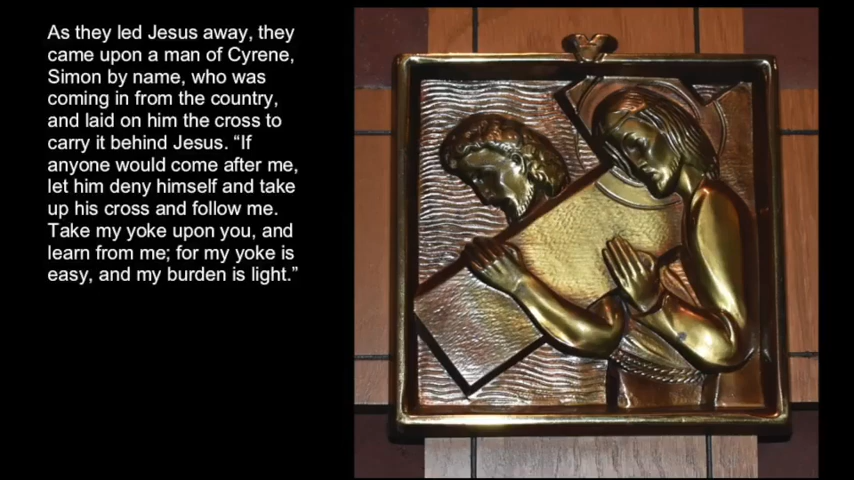 As they led Jesus away, they
came upon a man of Cyrene,
Simon by name, who was
coming in from the country,
and laid on him the cross to
carry it behind Jesus. “If
anyone would come after me,
let him deny himself and take
up his cross and follow me.
Take my yoke upon you, and
learn from me; for my yoke is
easy, and my burden is light.”